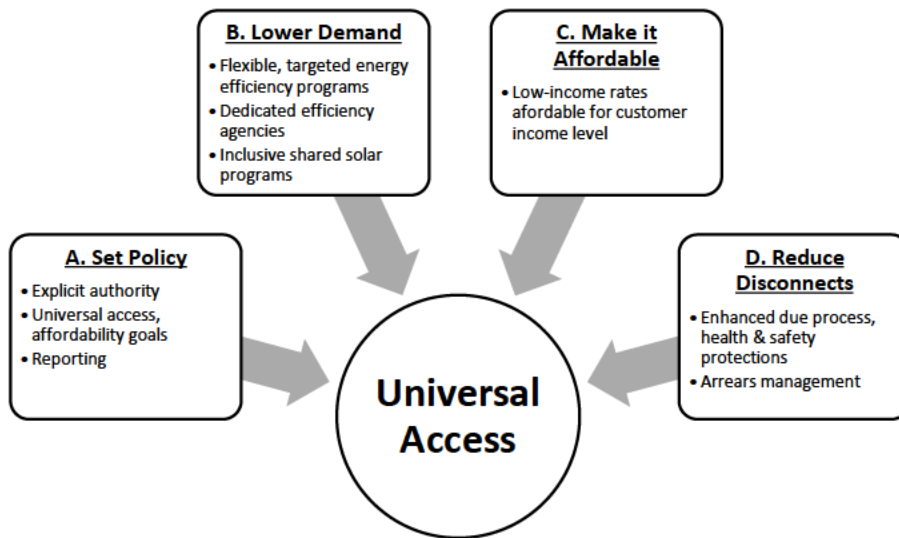 A. Set Policy
• Explicit authority
• Universal access,
affordability goals
• Reporting
B. Lower Demand
• Flexible, targeted energy
efficiency programs
• Dedicated efficiency
agencies
• Inclusive shared solar
programs
C. Make it
Affordable
• Low-income rates
afordable for customer
income level
D. Reduce
Disconnects
• Enhanced due process,
health & safety
protections
• Arrears management
Universal
Access